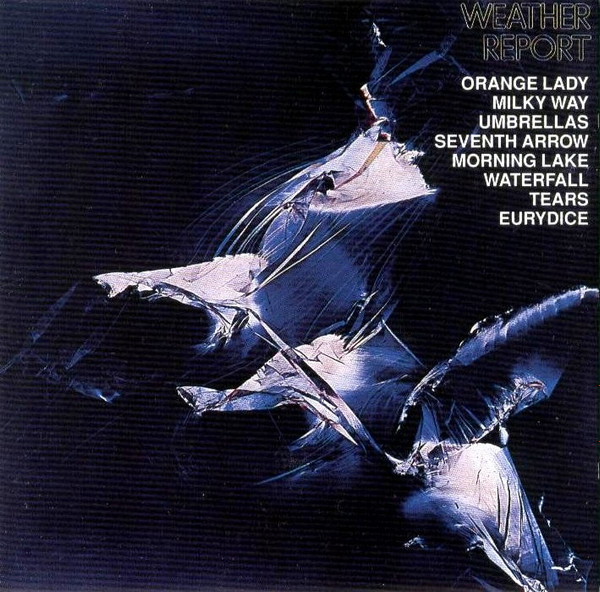 WEATHER
REPORT
ORANGE LADY
MILKY WAY
UMBRELLAS
SEVENTH ARROW
MORNING LAKE
WATERFALL
TEARS
EURYDICE